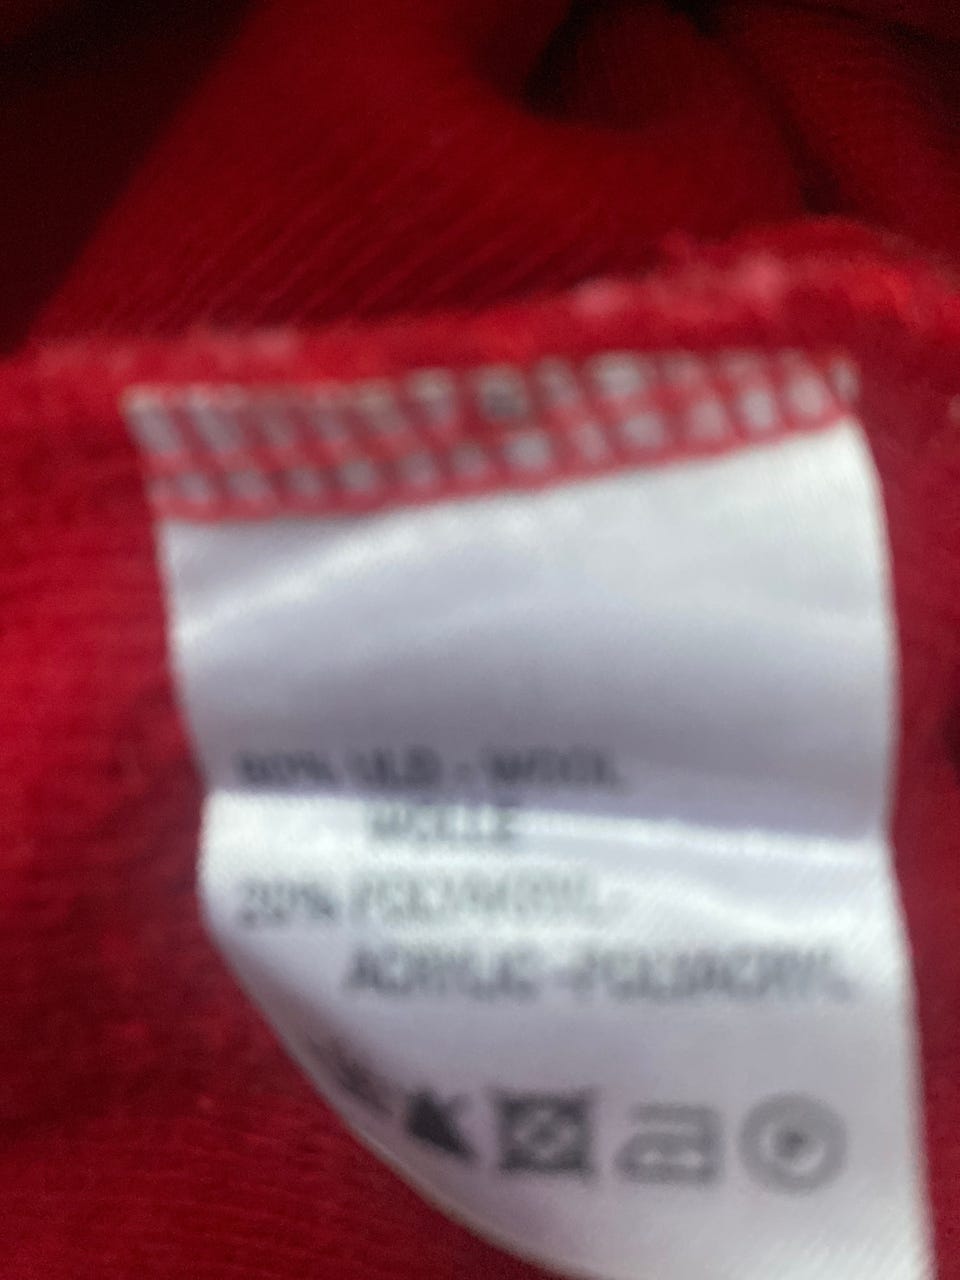 80% ULD - WOOL
WOLLE
20% POLYAKRYL-
ACRYLIC -POLYACRYL
P